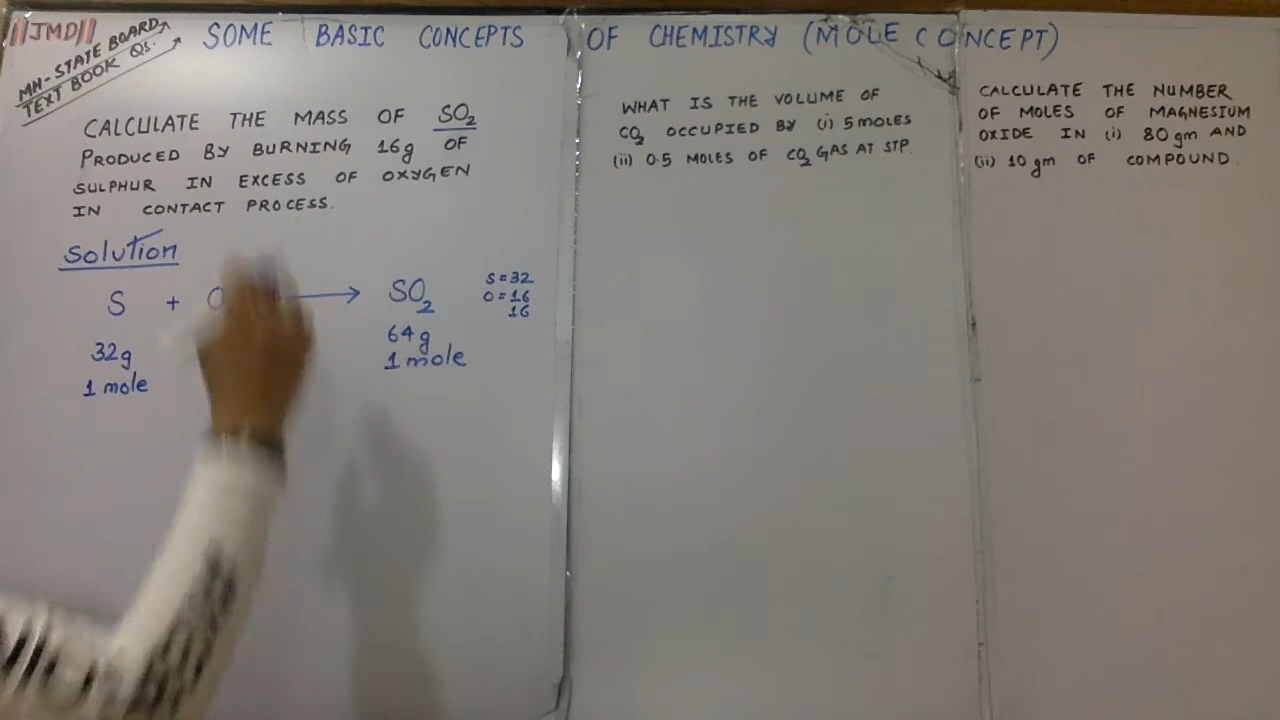 ||JMD||
MH-STATE BOARD
TEXT BOOK QS.
SOME BASIC CONCEPTS OF CHEMISTRY (MOLE CONCEPT)
CALCULATE THE MASS OF SO2
PRODUCED BY BURNING 16g OF
SULPHUR IN EXCESS OF OXYGEN
IN CONTACT PROCESS.
Solution
S + O → SO2
32g
1 mole
64g
1 mole
S = 32
O = 16
16
WHAT IS THE VOLUME OF
CO2 OCCUPIED BY (i) 5 MOLES
(ii) 0.5 MOLES OF CO2 GAS AT STP.
CALCULATE THE NUMBER
OF MOLES OF MAGNESIUM
OXIDE IN (i) 80 gm AND
(ii) 10 gm OF COMPOUND.